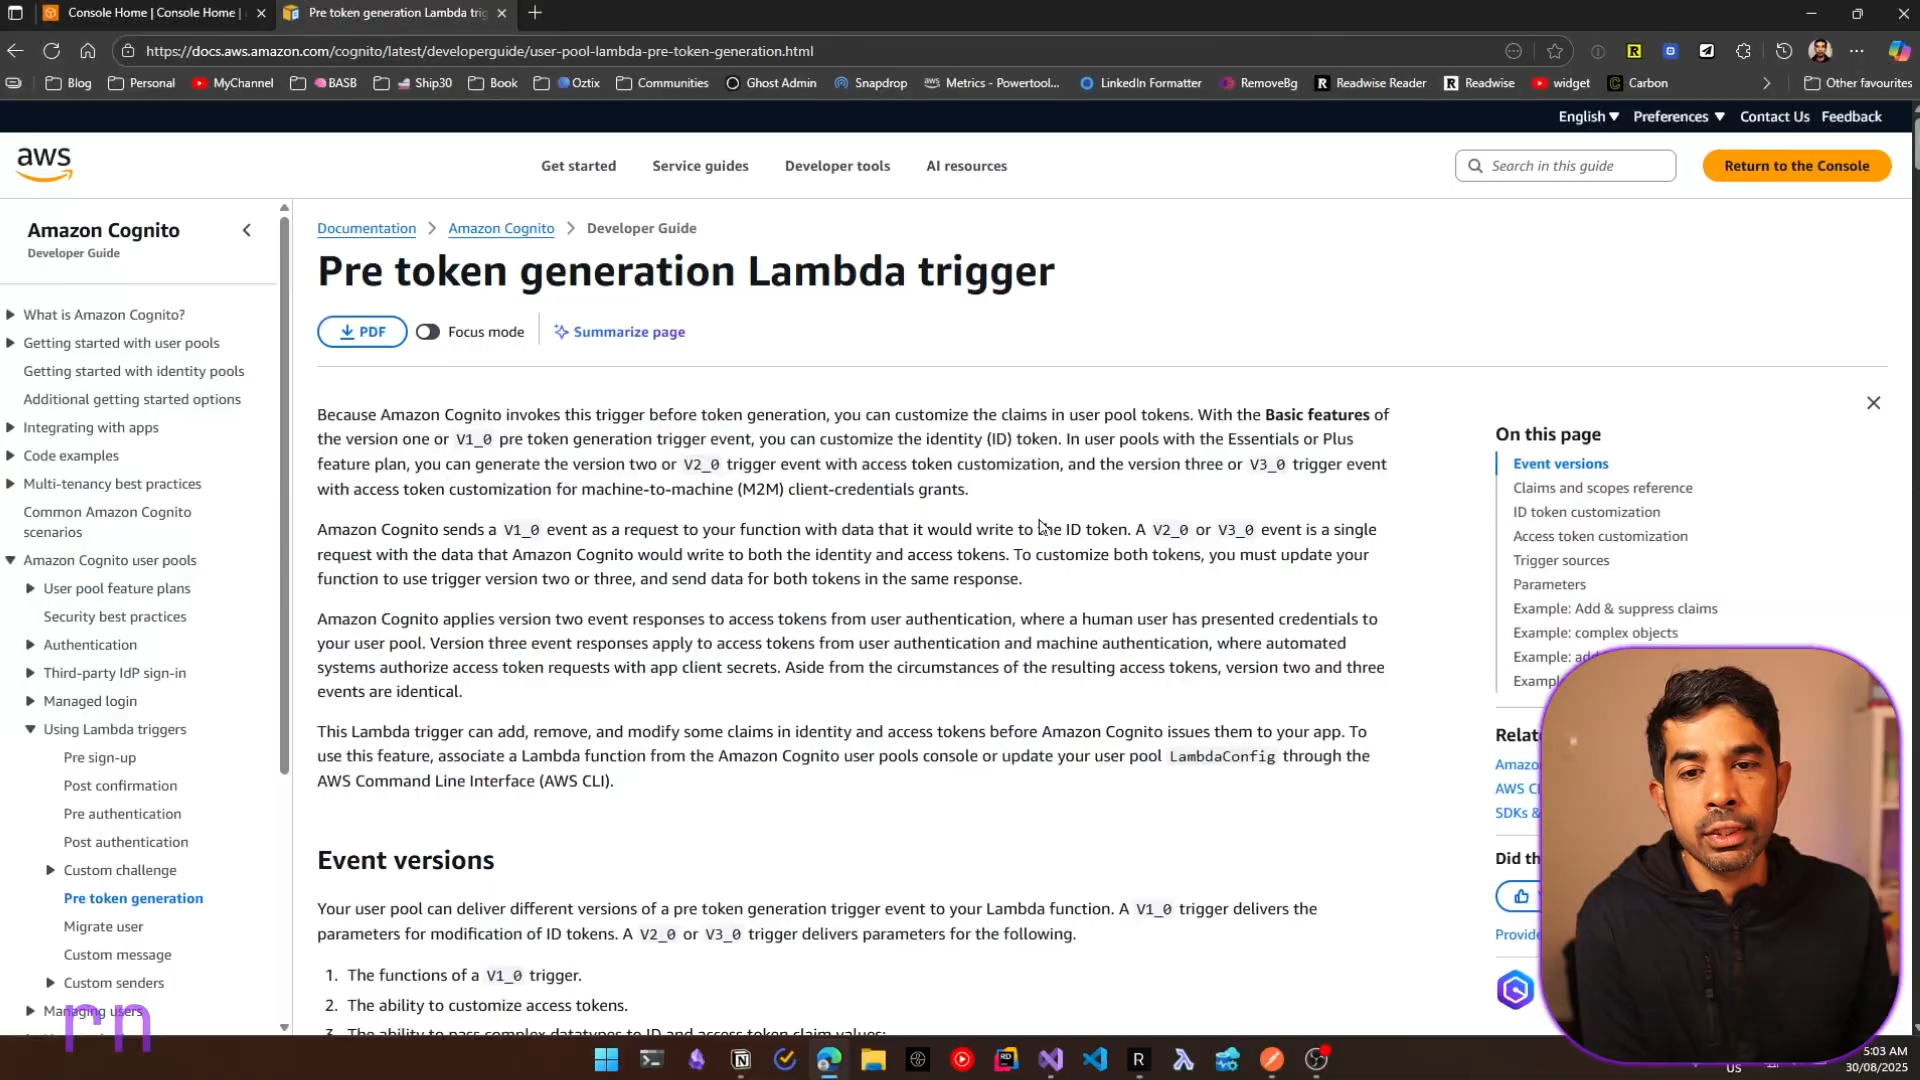 Console Home | Console Home |
Pre token generation Lambda trig
https://docs.aws.amazon.com/cognito/latest/developerguide/user-pool-lambda-pre-token-generation.html
Blog
Personal
MyChannel
BASB
Ship30
Book
Oztix
Communities
Ghost Admin
Snapdrop
aws Metrics - Powertool...
LinkedIn Formatter
RemoveBg
R Readwise Reader
R Readwise
widget
C Carbon
Other favourites
English
Preferences
Contact Us
Feedback
aws
Get started
Service guides
Developer tools
AI resources
Search in this guide
Return to the Console
Amazon Cognito
Developer Guide
What is Amazon Cognito?
Getting started with user pools
Getting started with identity pools
Additional getting started options
Integrating with apps
Code examples
Multi-tenancy best practices
Common Amazon Cognito
scenarios
Amazon Cognito user pools
User pool feature plans
Security best practices
Authentication
Third-party IdP sign-in
Managed login
Using Lambda triggers
Pre sign-up
Post confirmation
Pre authentication
Post authentication
Custom challenge
Pre token generation
Migrate user
Custom message
Custom senders
Managing users
rn
Documentation > Amazon Cognito > Developer Guide
Pre token generation Lambda trigger
PDF
Focus mode
Summarize page
Because Amazon Cognito invokes this trigger before token generation, you can customize the claims in user pool tokens. With the Basic features of
the version one or V1_0 pre token generation trigger event, you can customize the identity (ID) token. In user pools with the Essentials or Plus
feature plan, you can generate the version two or V2_0 trigger event with access token customization, and the version three or V3_0 trigger event
with access token customization for machine-to-machine (M2M) client-credentials grants.
Amazon Cognito sends a V1_0 event as a request to your function with data that it would write to the ID token. A V2_0 or V3_0 event is a single
request with the data that Amazon Cognito would write to both the identity and access tokens. To customize both tokens, you must update your
function to use trigger version two or three, and send data for both tokens in the same response.
Amazon Cognito applies version two event responses to access tokens from user authentication, where a human user has presented credentials to
your user pool. Version three event responses apply to access tokens from user authentication and machine authentication, where automated
systems authorize access token requests with app client secrets. Aside from the circumstances of the resulting access tokens, version two and three
events are identical.
This Lambda trigger can add, remove, and modify some claims in identity and access tokens before Amazon Cognito issues them to your app. To
use this feature, associate a Lambda function from the Amazon Cognito user pools console or update your user pool LambdaConfig through the
AWS Command Line Interface (AWS CLI).
Event versions
Your user pool can deliver different versions of a pre token generation trigger event to your Lambda function. A V1_0 trigger delivers the
parameters for modification of ID tokens. A V2_0 or V3_0 trigger delivers parameters for the following.
1. The functions of a V1_0 trigger.
2. The ability to customize access tokens.
3. The ability to pass complex datatypes to ID and access token claim values:
On this page
Event versions
Claims and scopes reference
ID token customization
Access token customization
Trigger sources
Parameters
Example: Add & suppress claims
Example: complex objects
Example: ad
Exampl
Relat
Amazo
AWS C
SDKs &
Did th
Provide
5:03 AM
US
30/08/2025